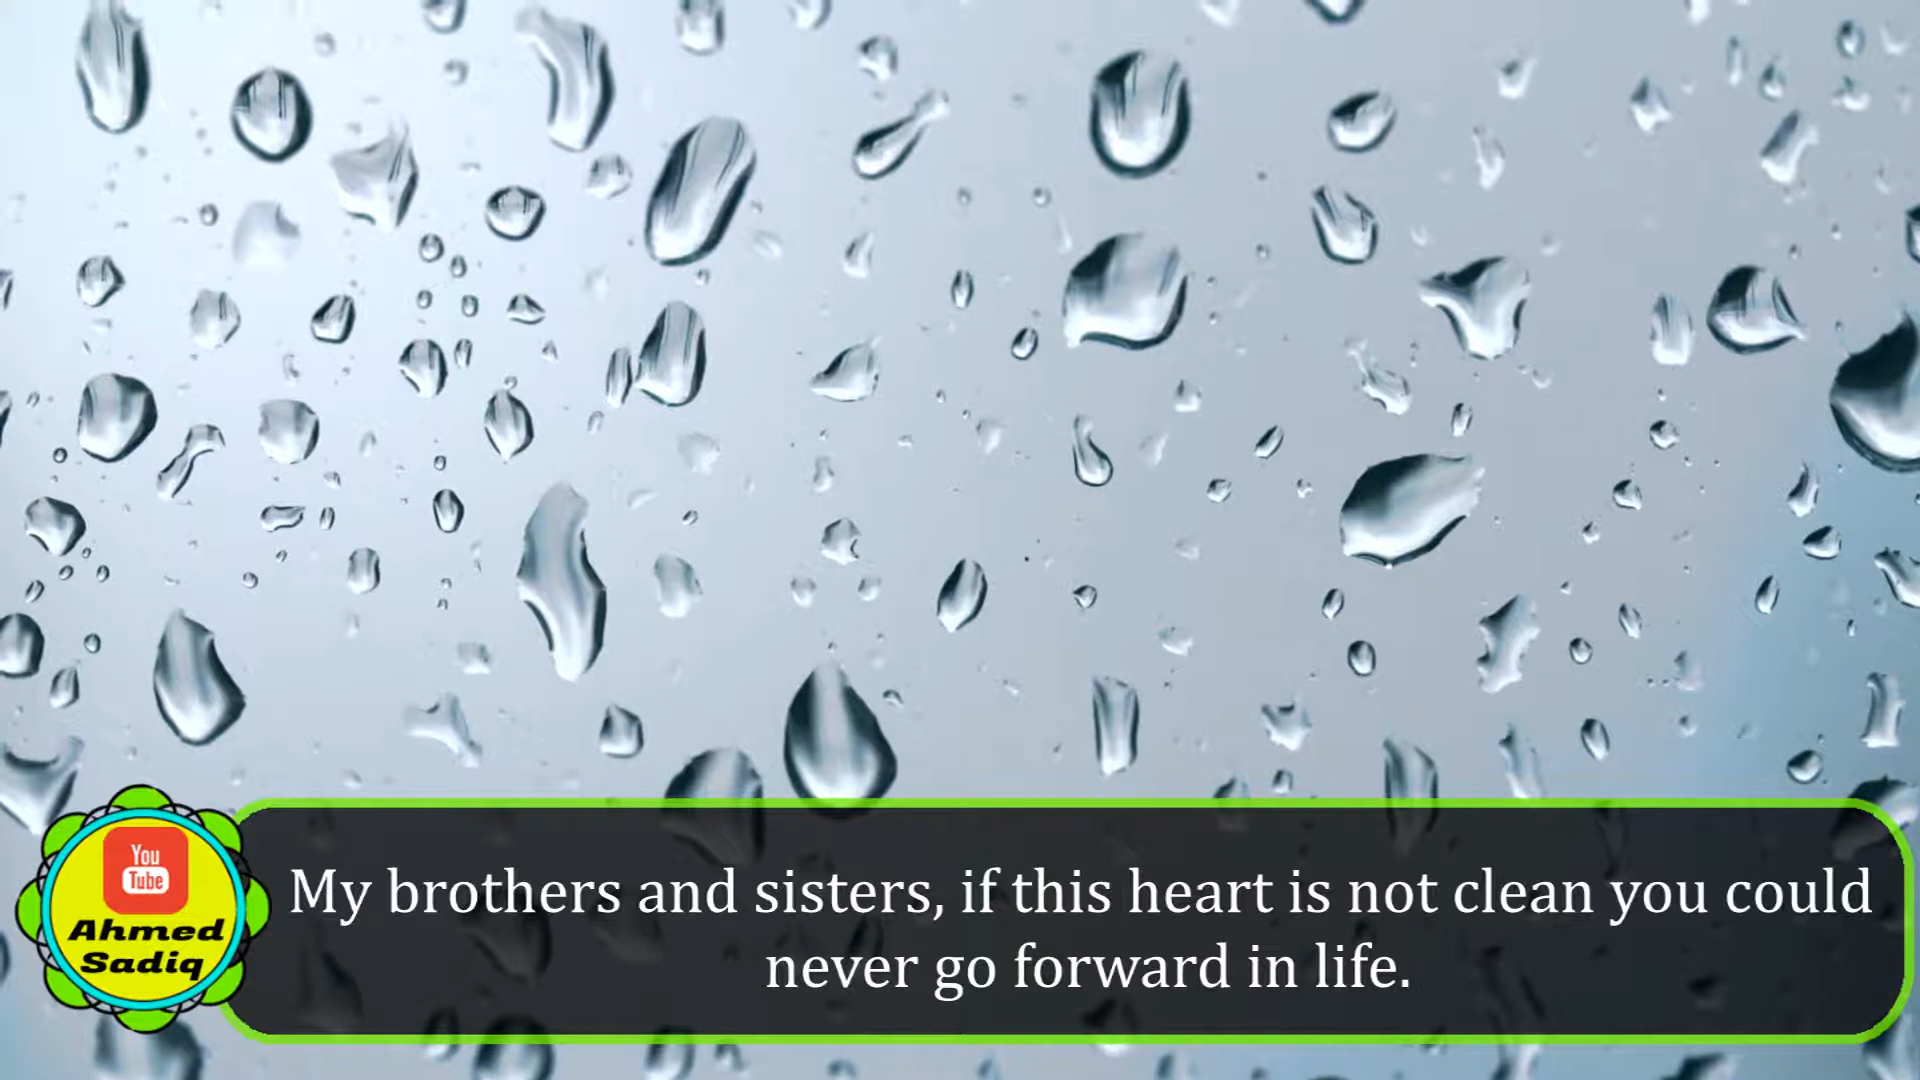 You
Tube
Ahmed
Sadiq
My brothers and sisters, if this heart is not clean you could
never go forward in life.